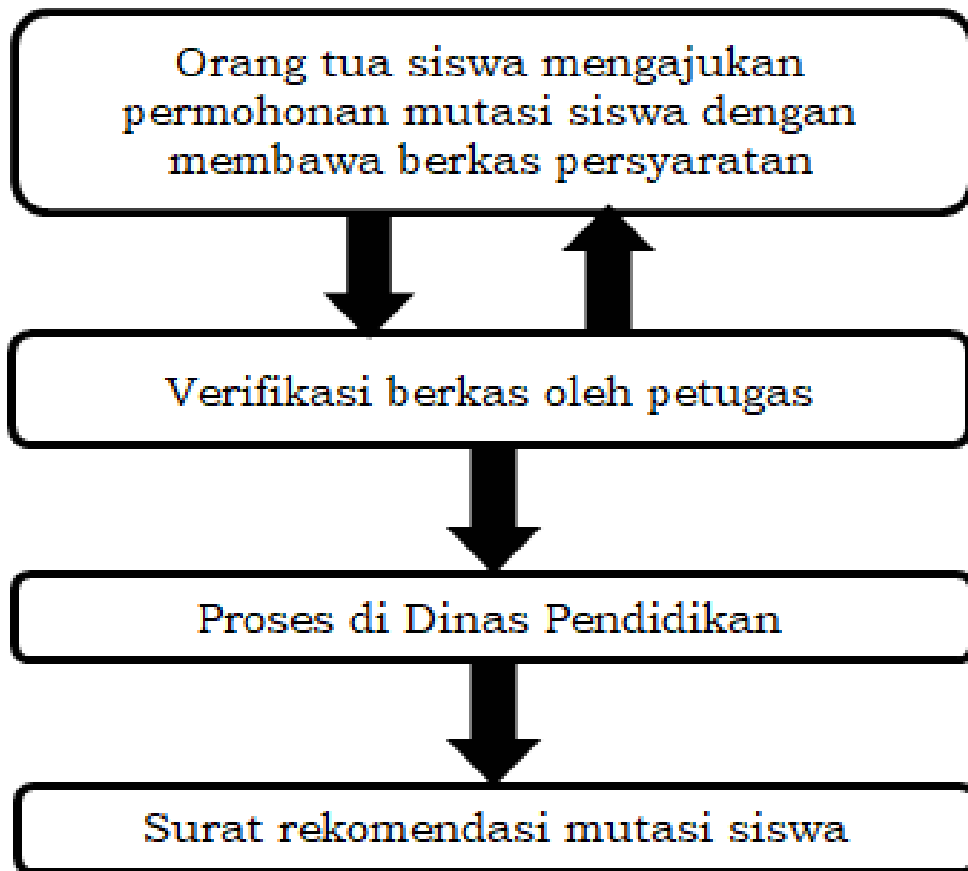 Orang tua siswa mengajukan
permohonan mutasi siswa dengan
membawa berkas persyaratan
Verifikasi berkas oleh petugas
Proses di Dinas Pendidikan
Surat rekomendasi mutasi siswa